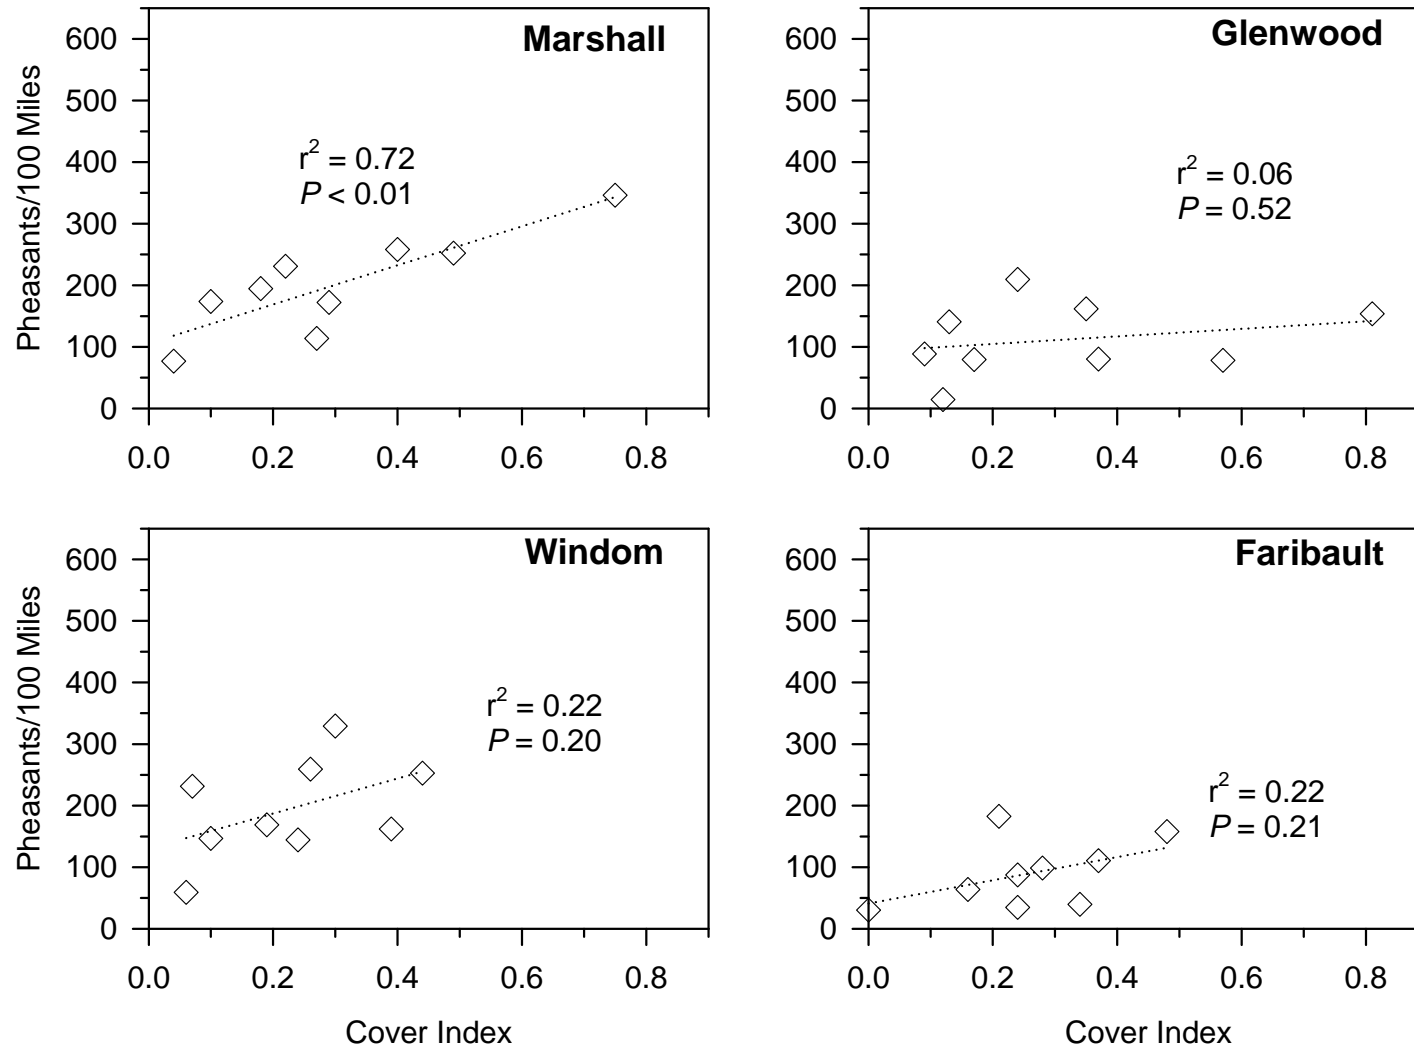 Marshall
Pheasants/100 Miles
600
500
400
300
200
100
0
r² = 0.72
P < 0.01
0.0 0.2 0.4 0.6 0.8
Glenwood
600
500
400
300
200
100
0
r² = 0.06
P = 0.52
0.0 0.2 0.4 0.6 0.8
Windom
Pheasants/100 Miles
600
500
400
300
200
100
0
r² = 0.22
P = 0.20
0.0 0.2 0.4 0.6 0.8
Cover Index
Faribault
600
500
400
300
200
100
0
r² = 0.22
P = 0.21
0.0 0.2 0.4 0.6 0.8
Cover Index